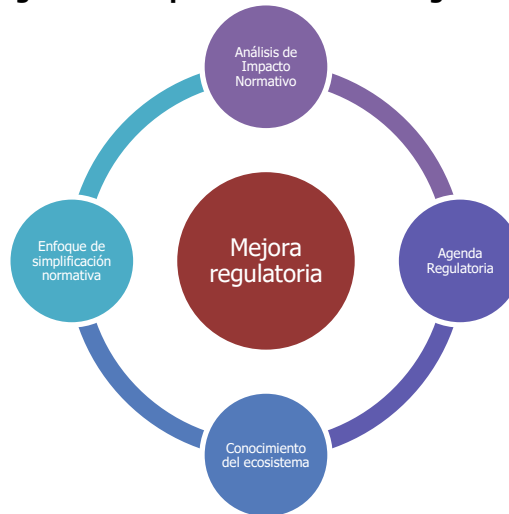 Análisis de
Impacto
Normativo
Enfoque de
simplificación
normativa
Mejora
regulatoria
Agenda
Regulatoria
Conocimiento
del ecosistema